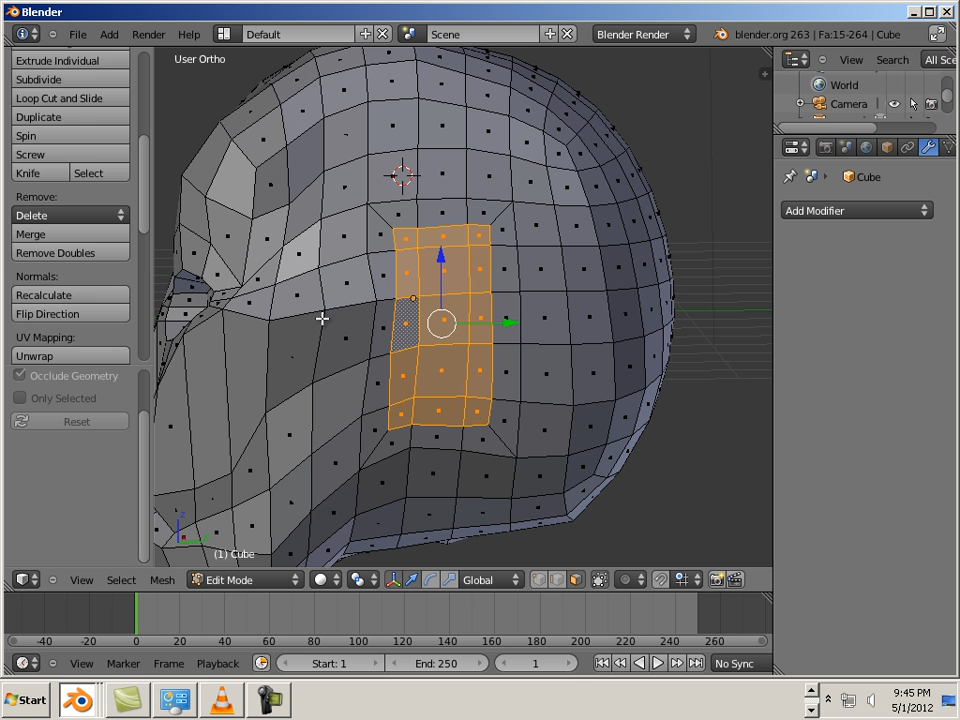 Blender
File Add Render Help Default Scene Blender Render blender.org 263 | Fa:15-264 | Cube
Extrude Individual
Subdivide
Loop Cut and Slide
Duplicate
Spin
Screw
Knife Select
Remove:
Delete
Merge
Remove Doubles
Normals:
Recalculate
Flip Direction
UV Mapping:
Unwrap
Occlude Geometry
Only Selected
Reset
User Ortho
(1) Cube
View Search All Sce
World
Camera
Cube
Add Modifier
View Select Mesh Edit Mode Global
-40 -20 0 20 40 60 80 100 120 140 160 180 200 220 240 260
View Marker Frame Playback Start: 1 End: 250 1 No Sync
Start
9:45 PM
5/1/2012